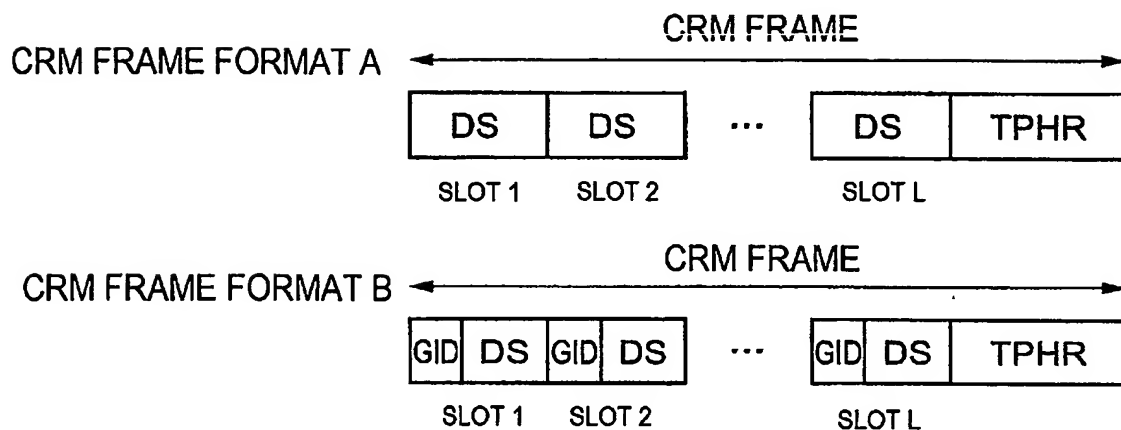 CRM FRAME
CRM FRAME FORMAT A
DS DS ... DS TPHR
SLOT 1 SLOT 2 SLOT L
CRM FRAME
CRM FRAME FORMAT B
GID DS GID DS ... GID DS TPHR
SLOT 1 SLOT 2 SLOT L